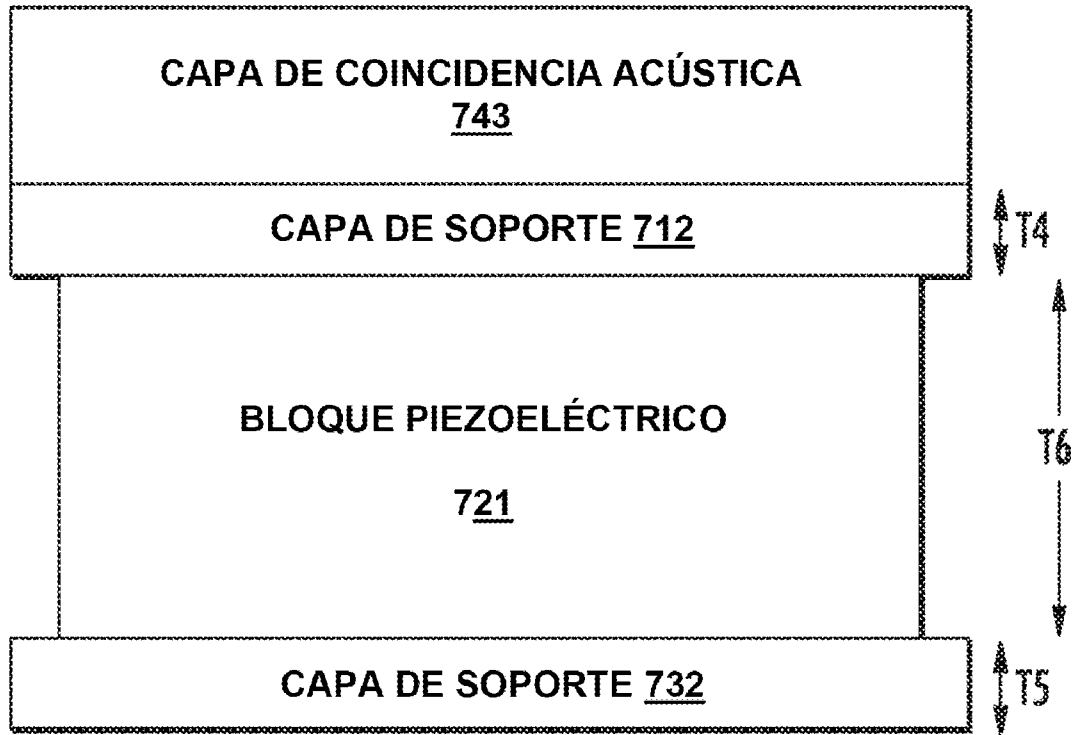 CAPA DE COINCIDENCIA ACÚSTICA
743
CAPA DE SOPORTE 712
T4
BLOQUE PIEZOELÉCTRICO
721
T6
CAPA DE SOPORTE 732
T5